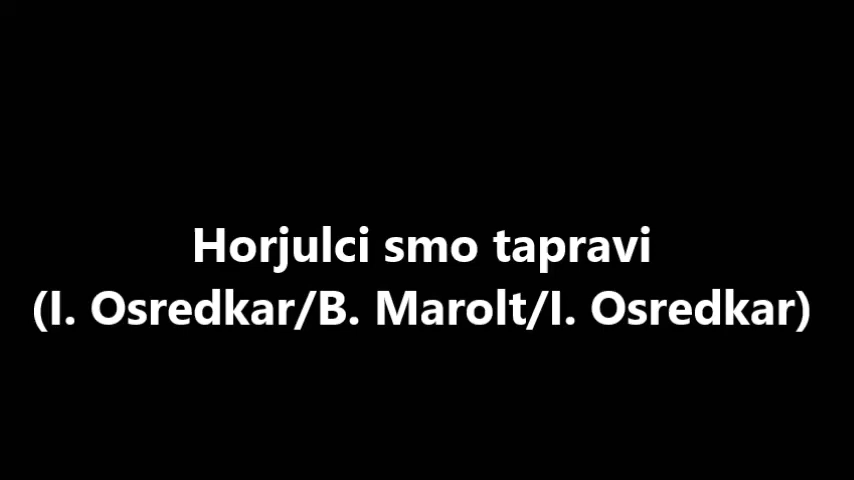 Horjulci smo tapravi
(I. Osredkar/B. Marolt/I. Osredkar)